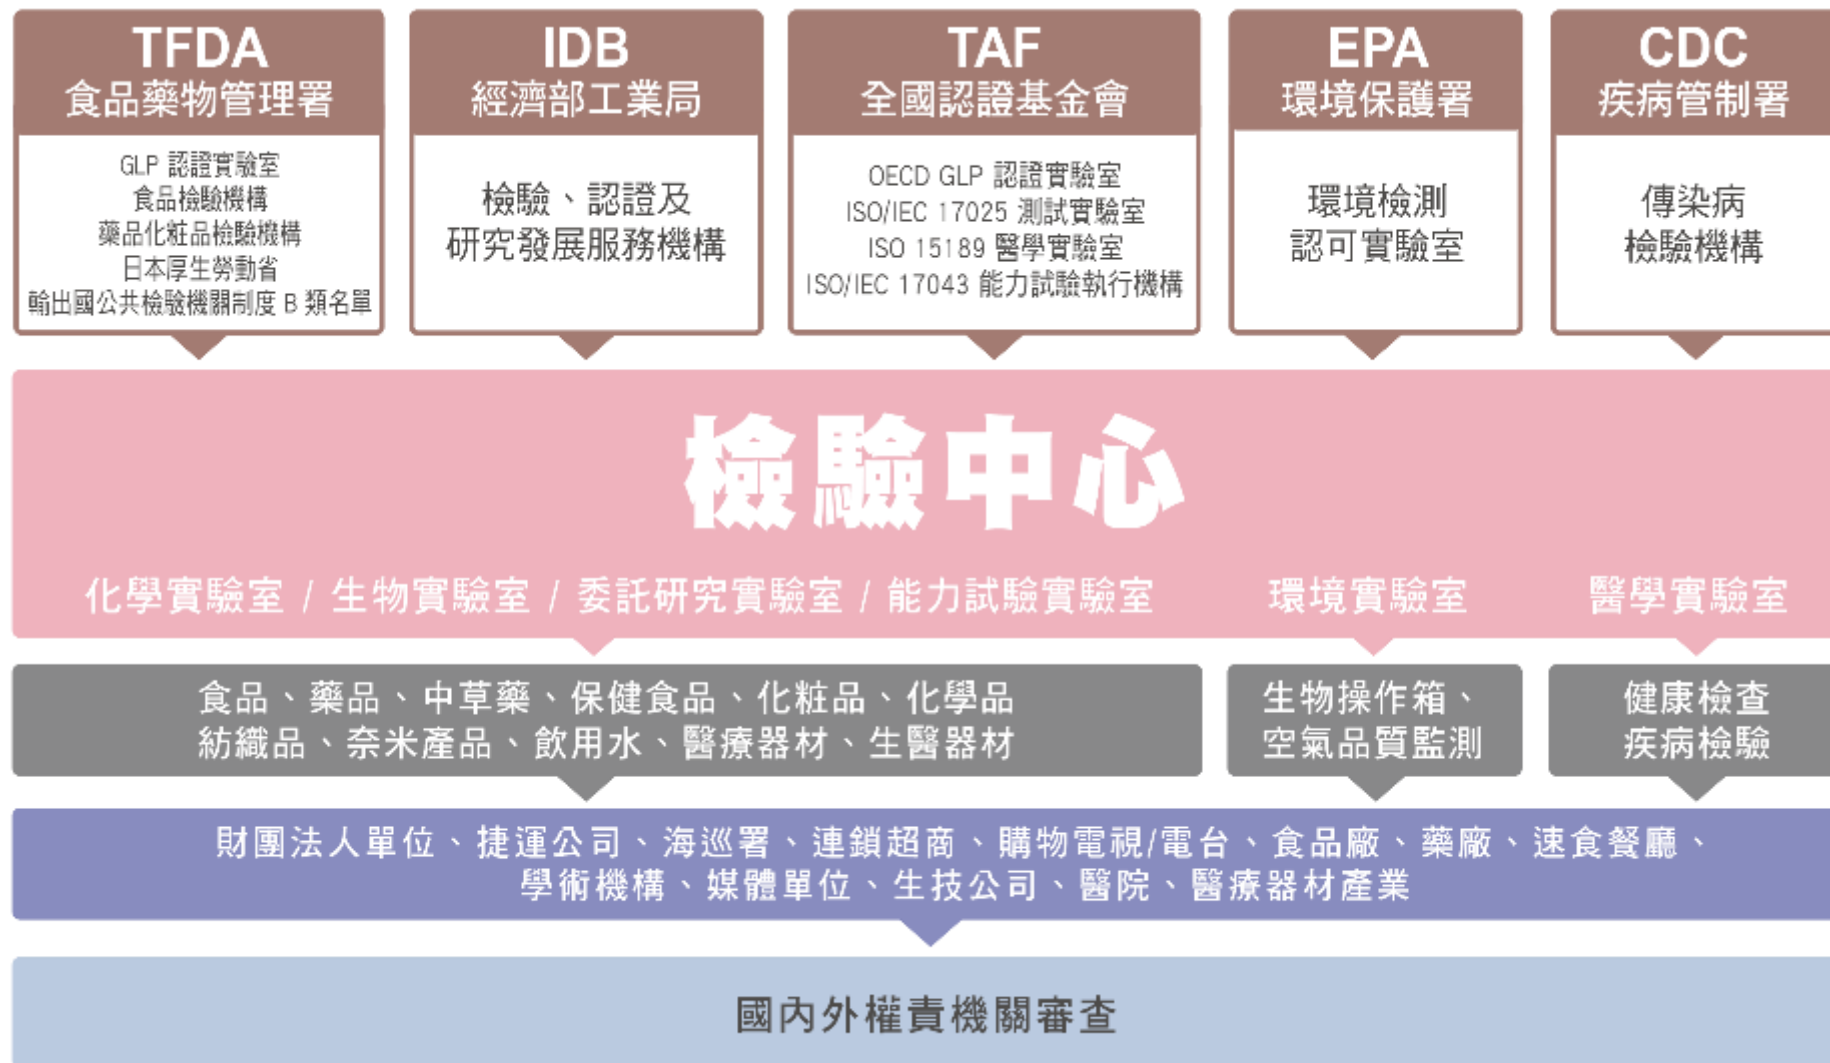 TFDA
食品藥物管理署
GLP 認證實驗室
食品檢驗機構
藥品化粧品檢驗機構
日本厚生勞動省
輸出國公共檢驗機關制度 B 類名單
IDB
經濟部工業局
檢驗、認證及
研究發展服務機構
TAF
全國認證基金會
OECD GLP 認證實驗室
ISO/IEC 17025 測試實驗室
ISO 15189 醫學實驗室
ISO/IEC 17043 能力試驗執行機構
EPA
環境保護署
環境檢測
認可實驗室
CDC
疾病管制署
傳染病
檢驗機構
檢驗中心
化學實驗室 / 生物實驗室 / 委託研究實驗室 / 能力試驗實驗室
環境實驗室
醫學實驗室
食品、藥品、中草藥、保健食品、化粧品、化學品
紡織品、奈米產品、飲用水、醫療器材、生醫器材
生物操作箱、
空氣品質監測
健康檢查
疾病檢驗
財團法人單位、捷運公司、海巡署、連鎖超商、購物電視/電台、食品廠、藥廠、速食餐廳、
學術機構、媒體單位、生技公司、醫院、醫療器材產業
國內外權責機關審查